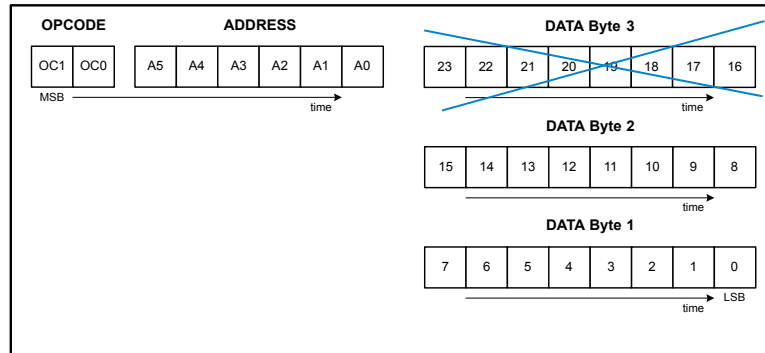 OPCODE ADDRESS DATA Byte 3
OC1 OC0 A5 A4 A3 A2 A1 A0 23 22 21 20 19 18 17 16
MSB time time
DATA Byte 2
15 14 13 12 11 10 9 8
time
DATA Byte 1
7 6 5 4 3 2 1 0
time LSB